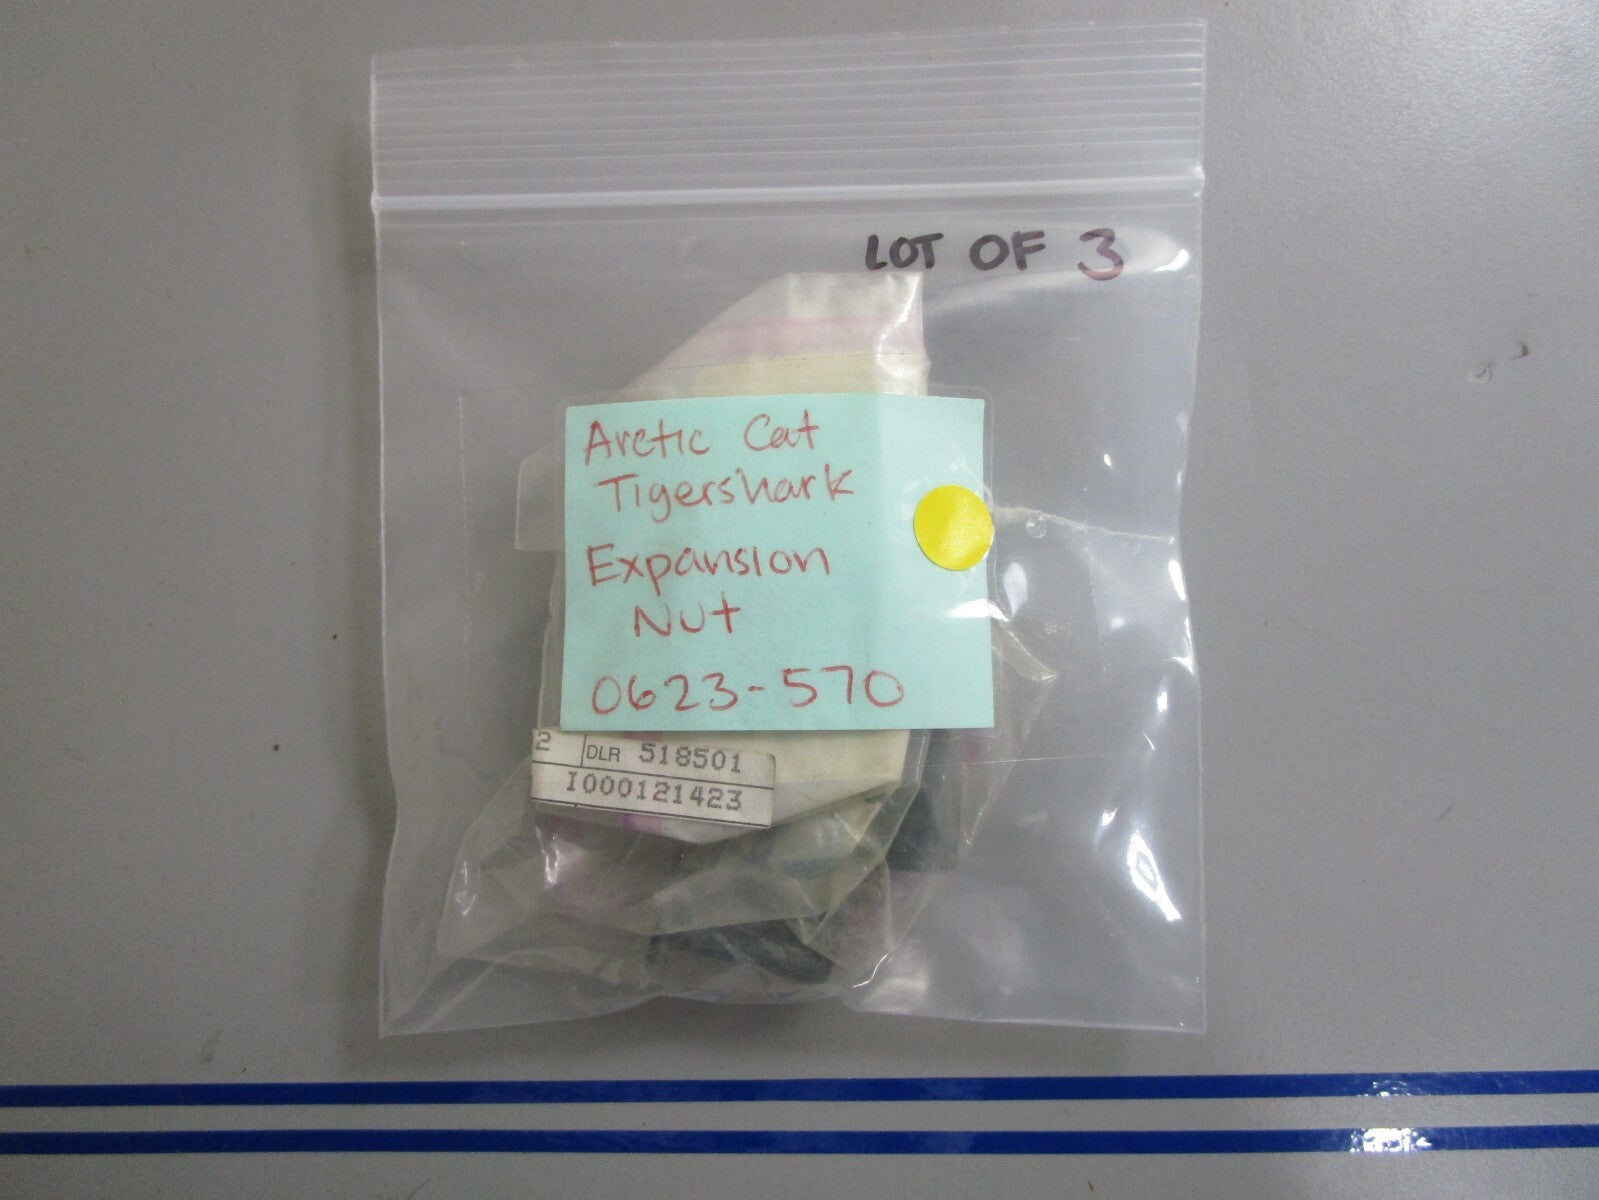 LOT OF 3
Arctic Cat
Tigershark
Expansion
Nut
0623-570
2 DLR 518501
I000121423